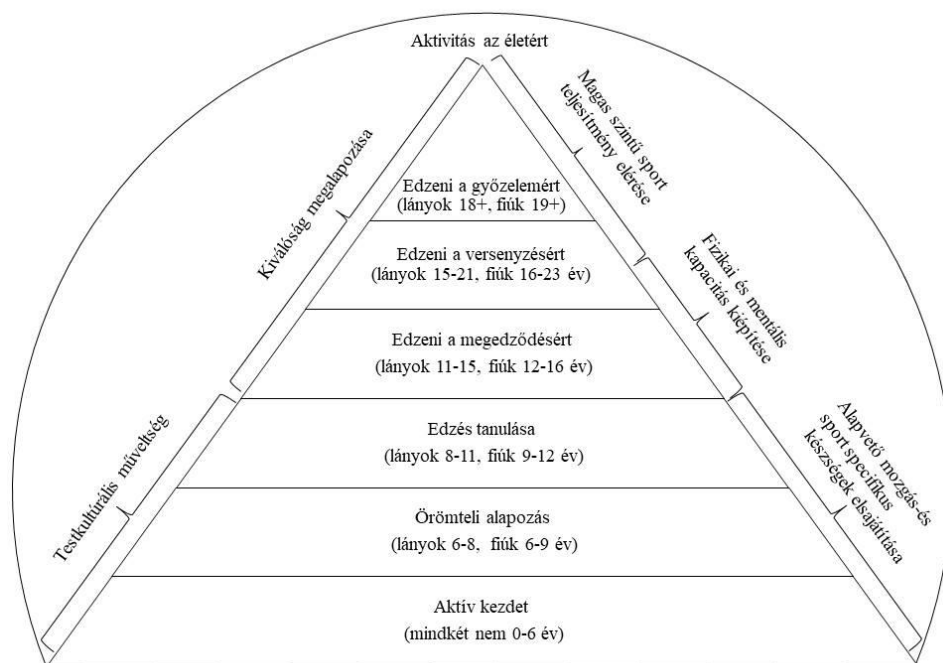 Aktivitás az életért
Kiválóság megalapozása
Testkultúrális műveltség
Edzeni a győzelemért
(lányok 18+, fiúk 19+)
Edzeni a versenyzésért
(lányok 15-21, fiúk 16-23 év)
Edzeni a megedződésért
(lányok 11-15, fiúk 12-16 év)
Edzés tanulása
(lányok 8-11, fiúk 9-12 év)
Örömteli alapozás
(lányok 6-8, fiúk 6-9 év)
Aktív kezdet
(mindkét nem 0-6 év)
Magas szintű sport
teljesítmény elérése
Fizikai és mentális
kapacitás kiépítése
Alapvető mozgás-és
sport specifikus
készségek elsajátítása